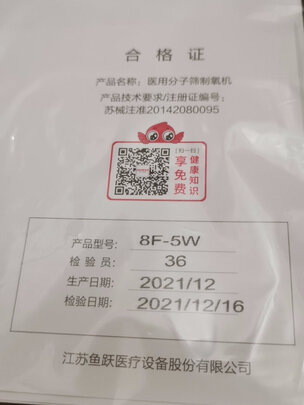 合格证
产品名称：医用分子筛制氧机
产品技术要求/注册证编号：
苏械注准20142080095
[扫一扫]
享免费
健康知识
产品型号： 8F-5W
检验员： 36
生产日期： 2021/12
检验日期： 2021/12/16
江苏鱼跃医疗设备股份有限公司